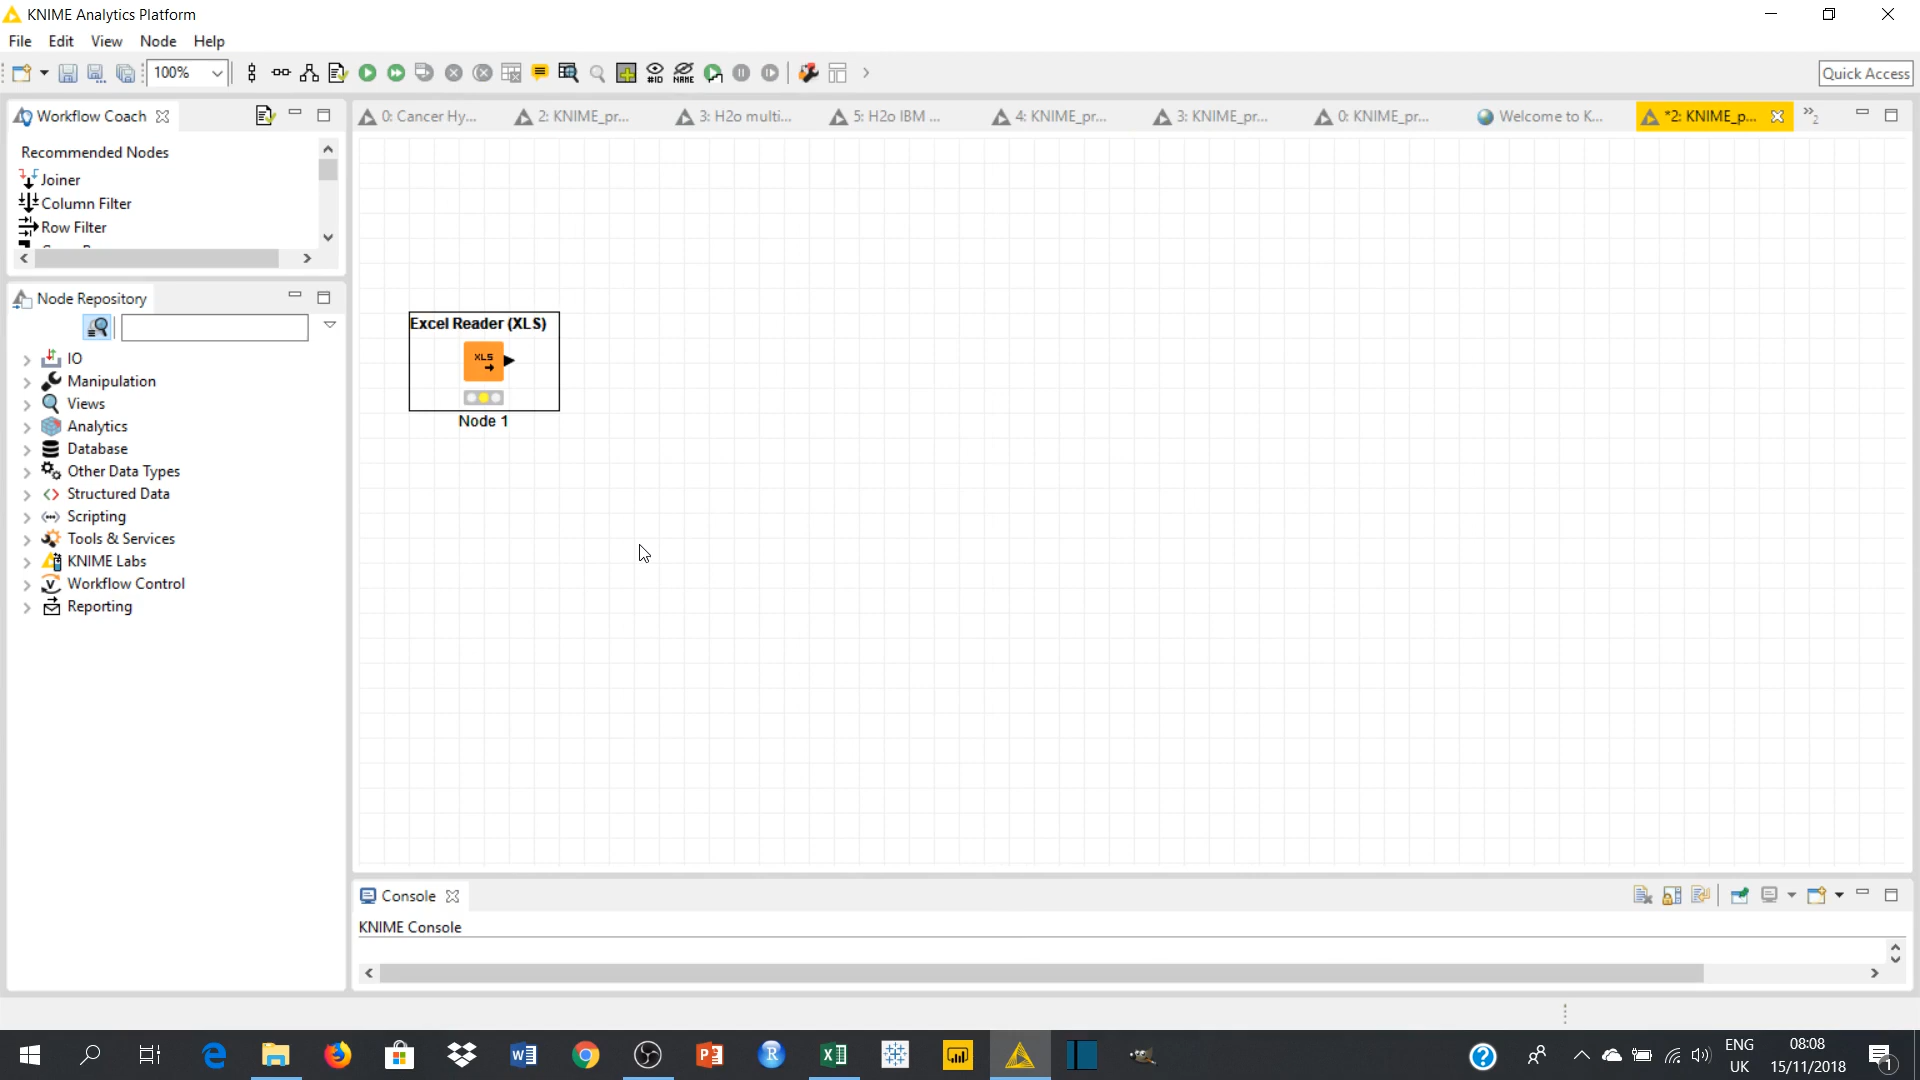 KNIME Analytics Platform
File Edit View Node Help
100%
#ID
NAME
Quick Access
Workflow Coach
Recommended Nodes
Joiner
Column Filter
Row Filter
Node Repository
IO
Manipulation
Views
Analytics
Database
Other Data Types
Structured Data
Scripting
Tools & Services
KNIME Labs
Workflow Control
Reporting
0: Cancer Hy... 2: KNIME_pr... 3: H2o multi... 5: H2o IBM ... 4: KNIME_pr... 3: KNIME_pr... 0: KNIME_pr... Welcome to K... *2: KNIME_p... »2
Excel Reader (XLS)
XLS
Node 1
Console
KNIME Console
ENG
UK
08:08
15/11/2018
1